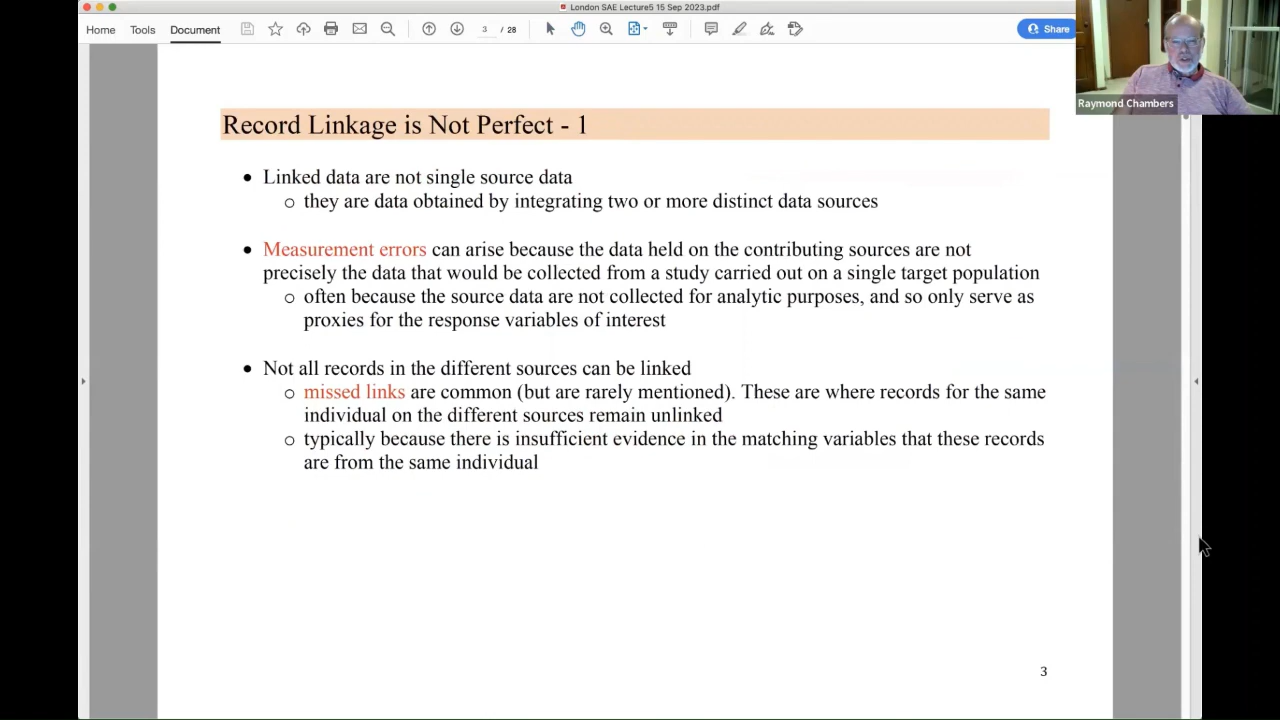 London SAE Lecture5 15 Sep 2023.pdf
Home Tools Document 3 / 28 Share
Raymond Chambers
Record Linkage is Not Perfect - 1
• Linked data are not single source data
o they are data obtained by integrating two or more distinct data sources
• Measurement errors can arise because the data held on the contributing sources are not
precisely the data that would be collected from a study carried out on a single target population
o often because the source data are not collected for analytic purposes, and so only serve as
proxies for the response variables of interest
• Not all records in the different sources can be linked
o missed links are common (but are rarely mentioned). These are where records for the same
individual on the different sources remain unlinked
o typically because there is insufficient evidence in the matching variables that these records
are from the same individual
3